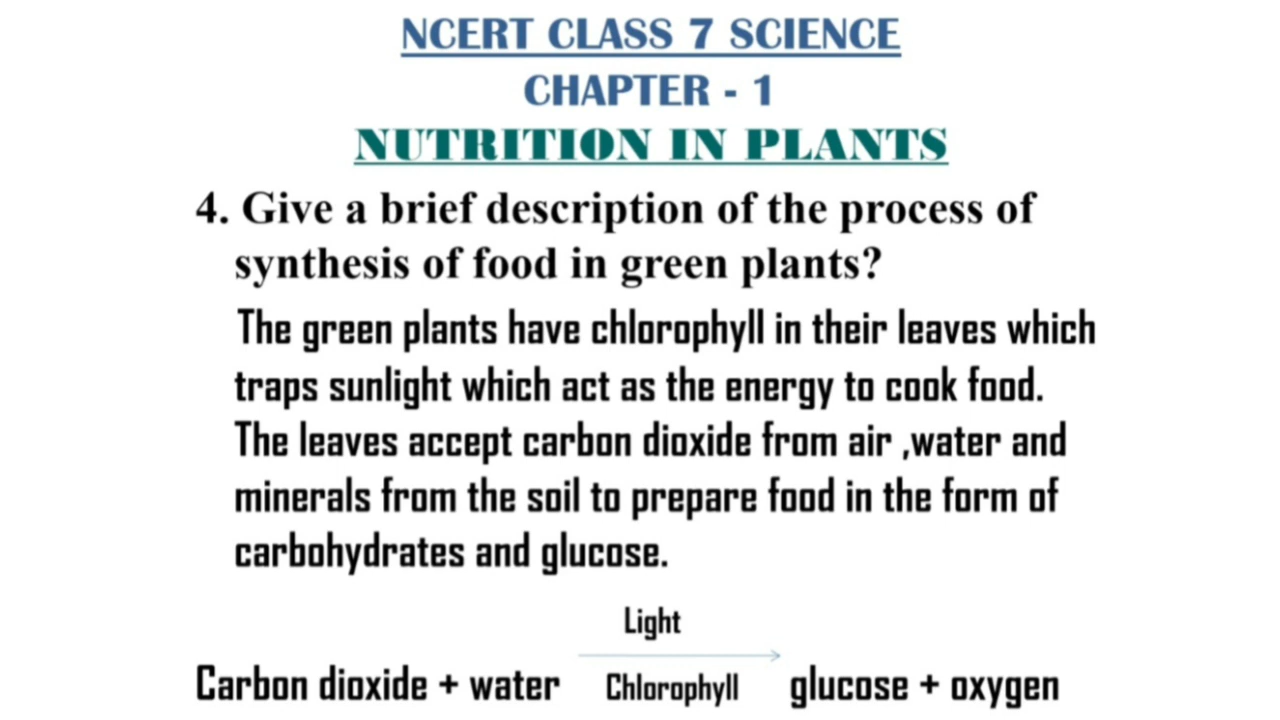 NCERT CLASS 7 SCIENCE
CHAPTER - 1
NUTRITION IN PLANTS
4. Give a brief description of the process of
synthesis of food in green plants?
The green plants have chlorophyll in their leaves which
traps sunlight which act as the energy to cook food.
The leaves accept carbon dioxide from air ,water and
minerals from the soil to prepare food in the form of
carbohydrates and glucose.
Light
Carbon dioxide + water Chlorophyll glucose + oxygen